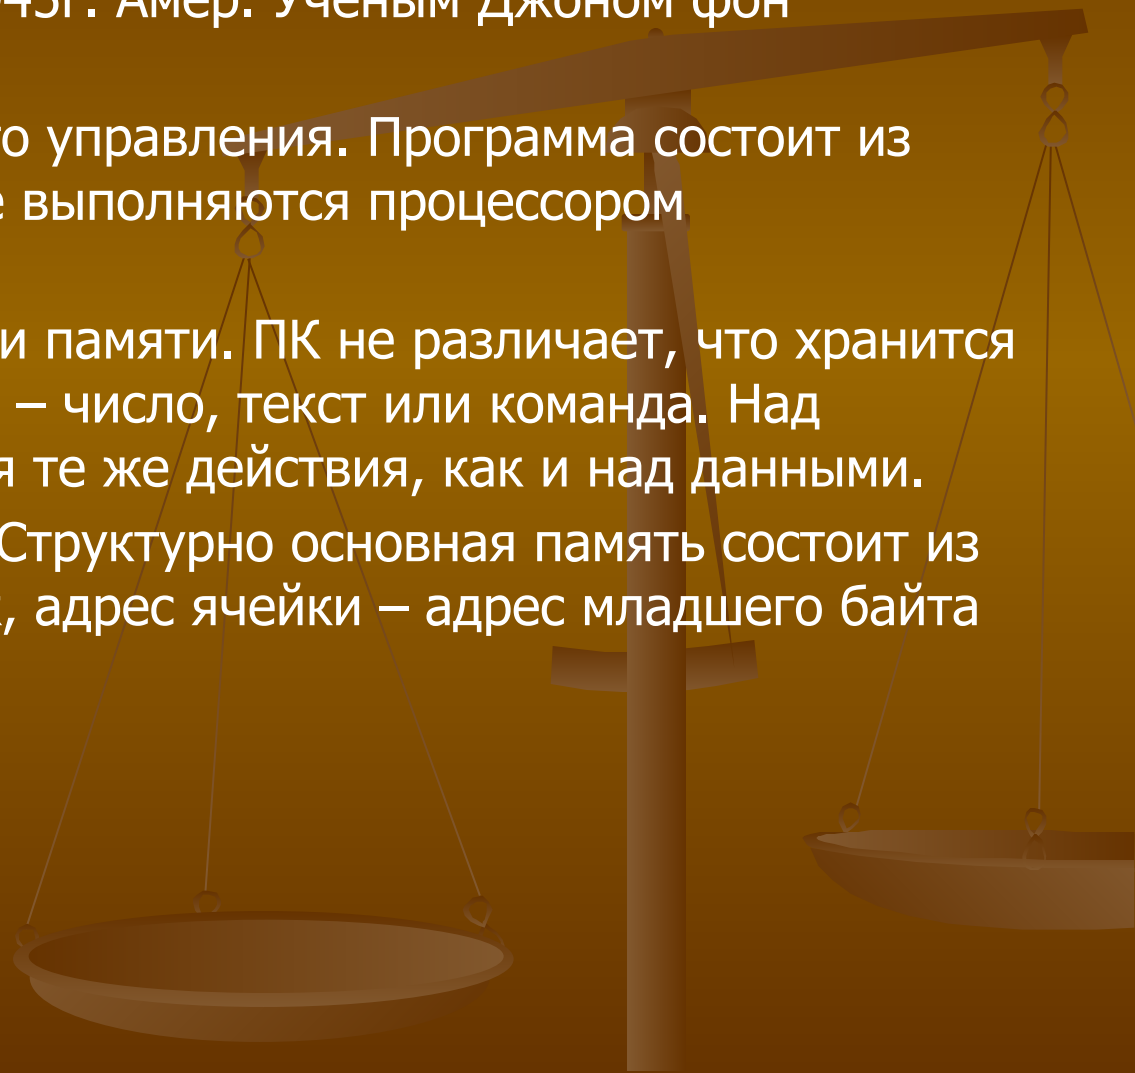 Амер. Ученым Джоном фон
управления. Программа состоит из
выполняются процессором
и памяти. ПК не различает, что хранится
– число, текст или команда. Над
я те же действия, как и над данными.
Структурно основная память состоит из
, адрес ячейки – адрес младшего байта